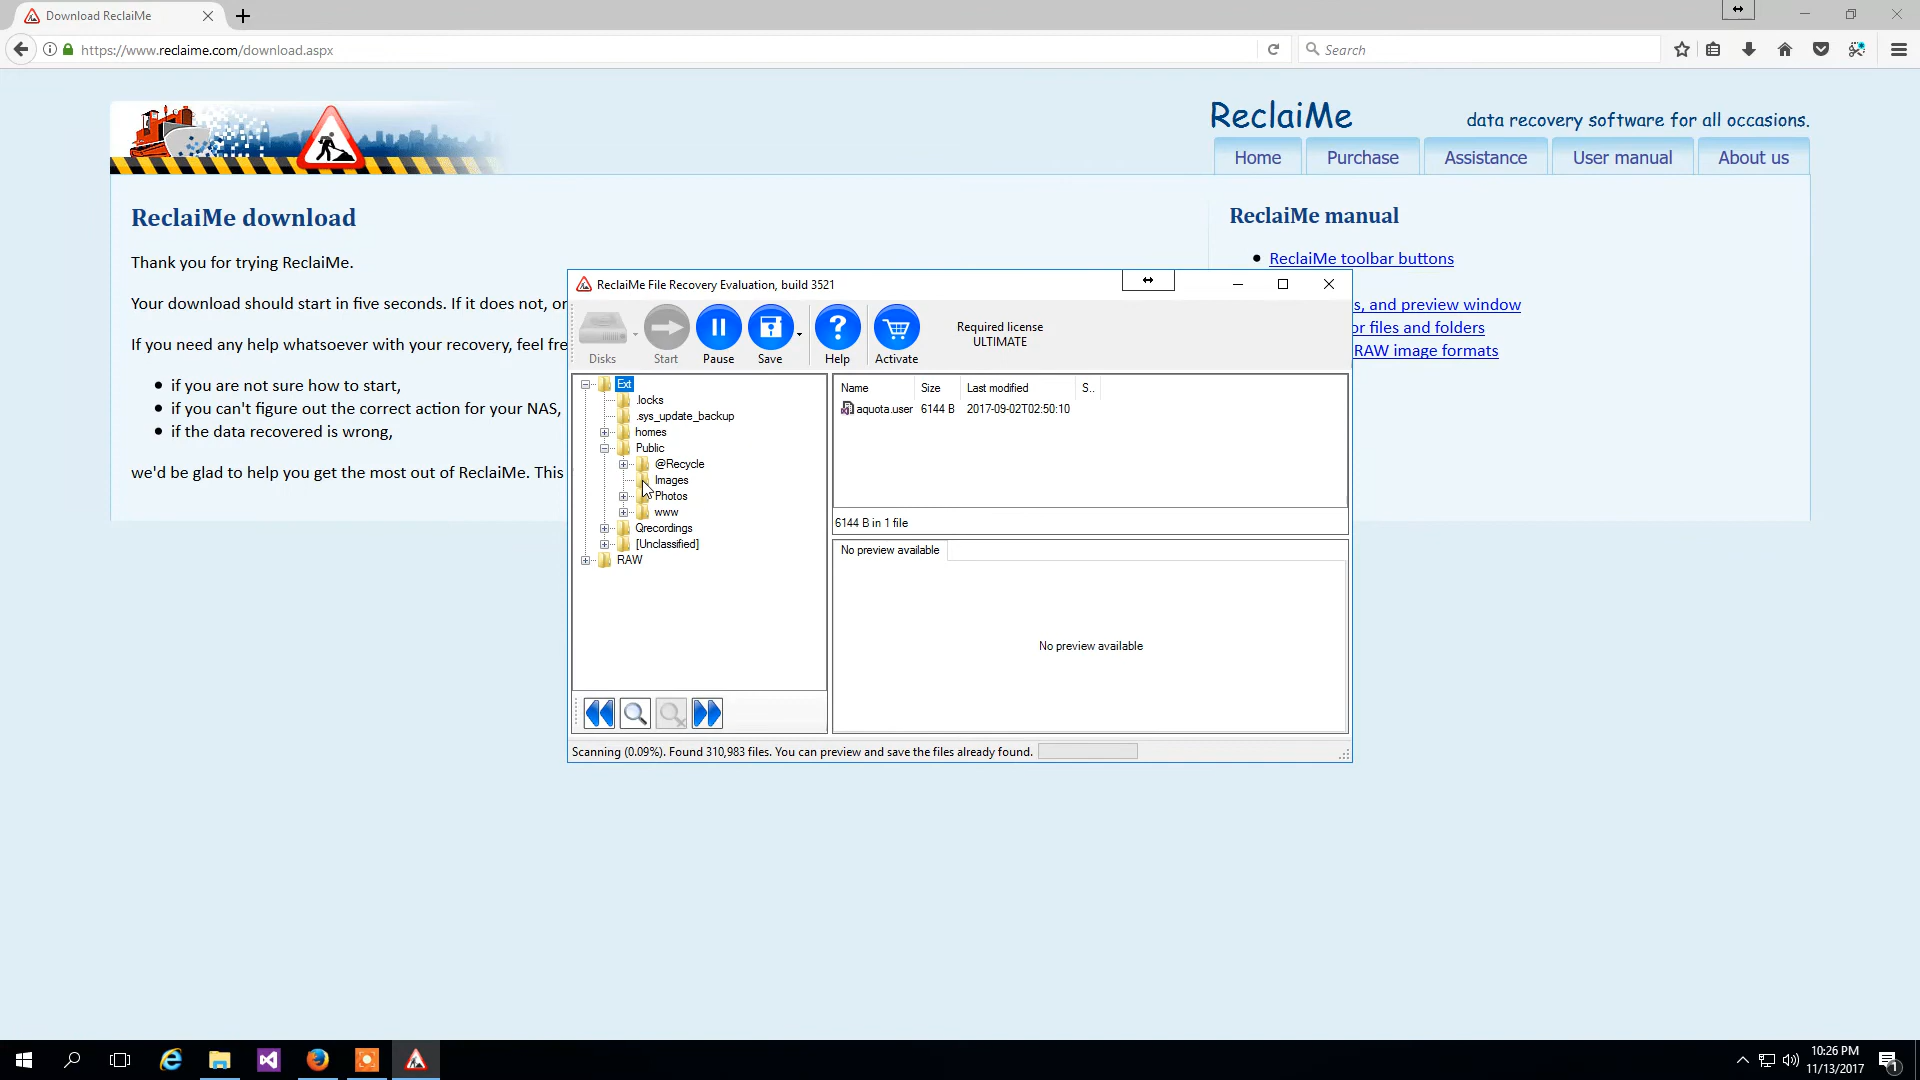 Download ReclaiMe
https://www.reclaime.com/download.aspx
Search
ReclaiMe
data recovery software for all occasions.
Home
Purchase
Assistance
User manual
About us
ReclaiMe download
Thank you for trying ReclaiMe.
Your download should start in five seconds. If it does not, or
If you need any help whatsoever with your recovery, feel fre
if you are not sure how to start,
if you can't figure out the correct action for your NAS,
if the data recovered is wrong,
we'd be glad to help you get the most out of ReclaiMe. This
ReclaiMe manual
ReclaiMe toolbar buttons
s, and preview window
or files and folders
RAW image formats
ReclaiMe File Recovery Evaluation, build 3521
Disks
Start
Pause
Save
Help
Activate
Required license
ULTIMATE
Ext
.locks
.sys_update_backup
homes
Public
@Recycle
Images
Photos
www
Qrecordings
[Unclassified]
RAW
Name Size Last modified S..
aquota.user 6144 B 2017-09-02T02:50:10
6144 B in 1 file
No preview available
No preview available
Scanning (0.09%). Found 310,983 files. You can preview and save the files already found.
10:26 PM
11/13/2017
1